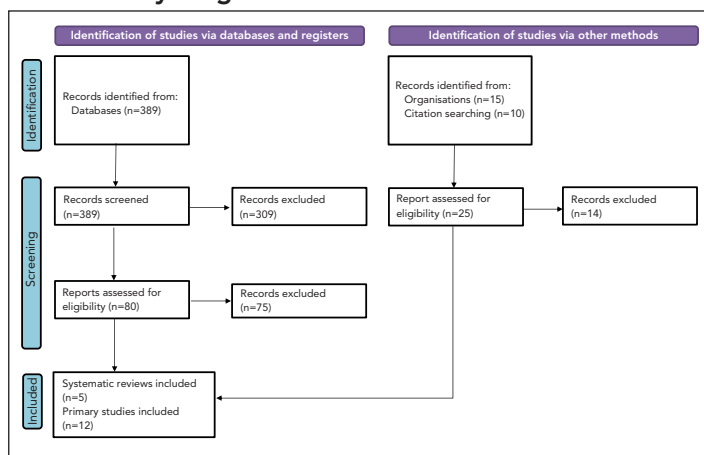 Identification of studies via databases and registers
Identification of studies via other methods
Identification
Records identified from:
Databases (n=389)
Records identified from:
Organisations (n=15)
Citation searching (n=10)
Screening
Records screened
(n=389)
Records excluded
(n=309)
Report assessed for
eligibility (n=25)
Records excluded
(n=14)
Reports assessed for
eligibility (n=80)
Records excluded
(n=75)
Included
Systematic reviews included
(n=5)
Primary studies included
(n=12)